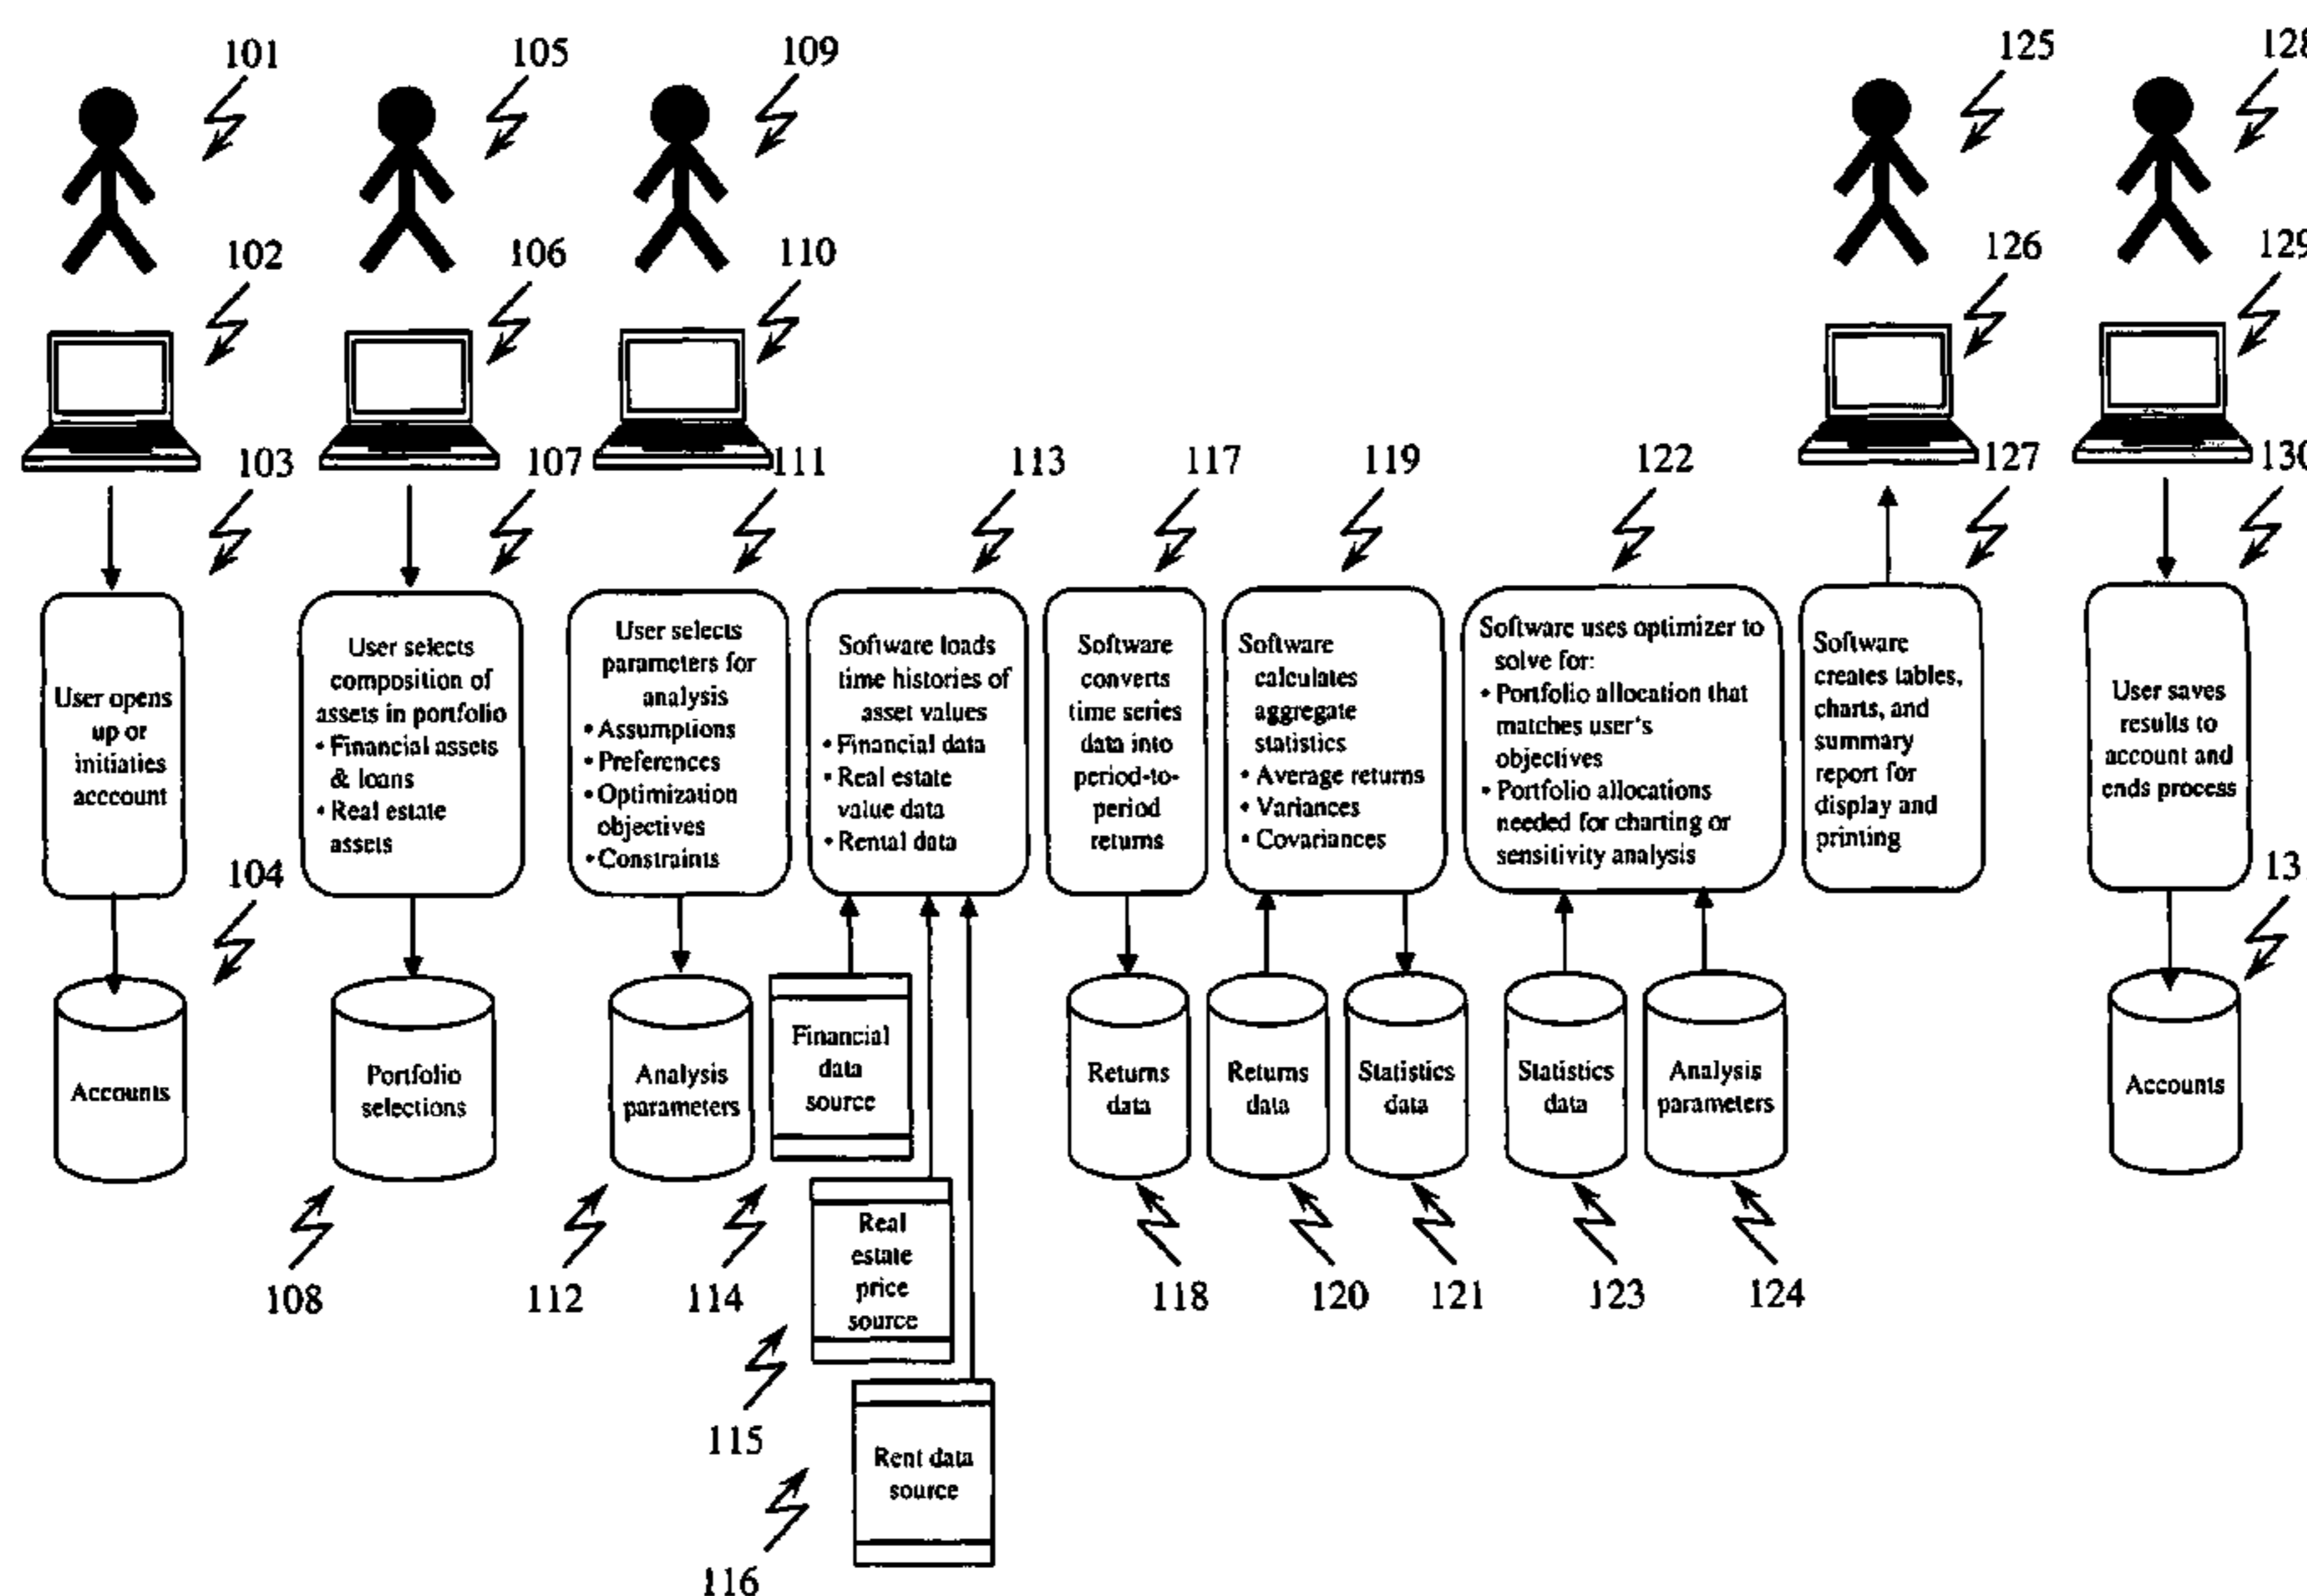 101
105
109
125
128
102
106
110
126
129
103
107
111
113
117
119
122
127
130
User opens
up or
initiaties
acccount
User selects
composition of
assets in portfolio
• Financial assets
& loans
• Real estate
assets
User selects
parameters for
analysis
• Assumptions
• Preferences
• Optimization
objectives
• Constraints
Software loads
time histories of
asset values
• Financial data
• Real estate
value data
• Rental data
Software
converts
time series
data into
period-to-
period
returns
Software
calculates
aggregate
statistics
• Average returns
• Variances
• Covariances
Software uses optimizer to
solve for:
• Portfolio allocation that
matches user's
objectives
• Portfolio allocations
needed for charting or
sensitivity analysis
Software
creates tables,
charts, and
summary
report for
display and
printing
User saves
results to
account and
ends process
104
13
Accounts
Portfolio
selections
Analysis
parameters
Financial
data
source
Real
estate
price
source
Rent data
source
Returns
data
Returns
data
Statistics
data
Statistics
data
Analysis
parameters
Accounts
108
112
114
118
120
121
123
124
115
116